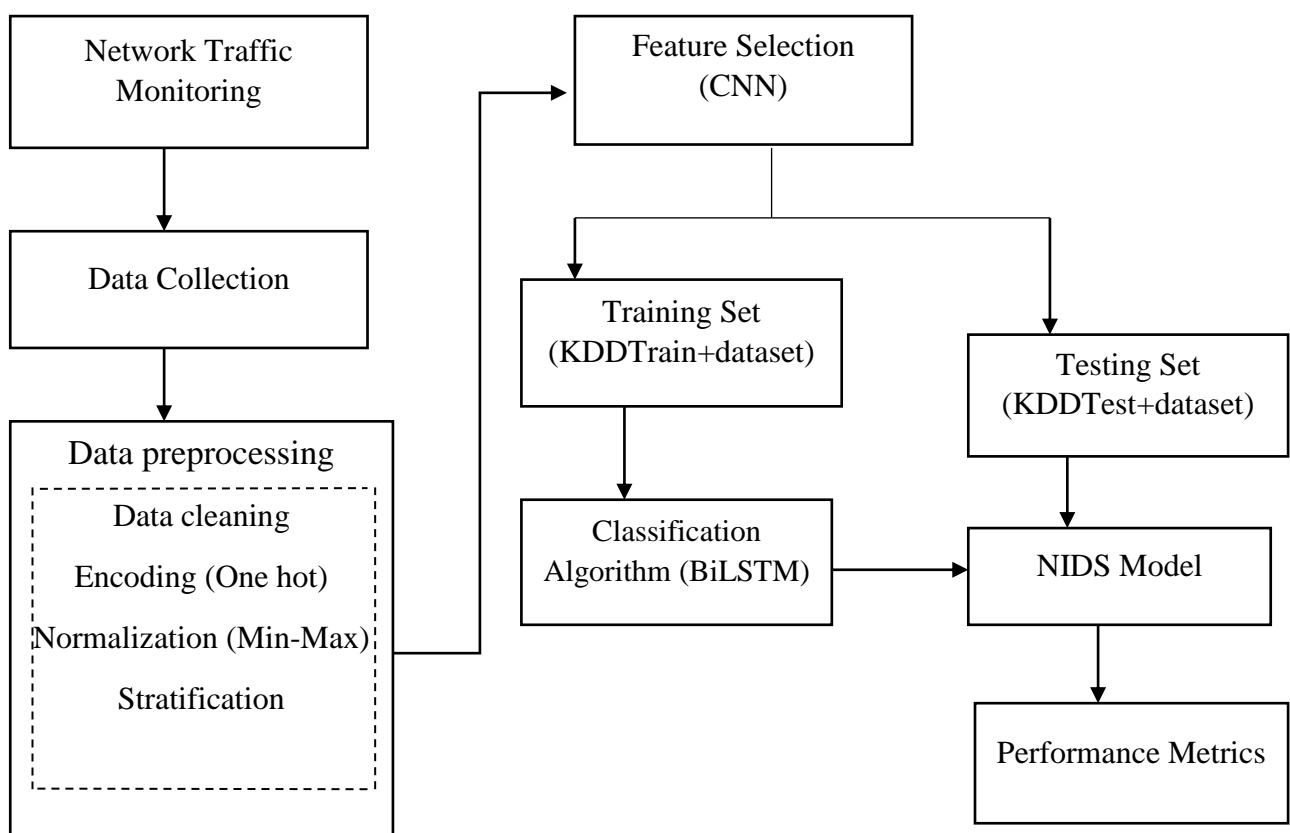 Network Traffic
Monitoring
Data Collection
Data preprocessing
Data cleaning
Encoding (One hot)
Normalization (Min-Max)
Stratification
Feature Selection
(CNN)
Training Set
(KDDTrain+dataset)
Testing Set
(KDDTest+dataset)
Classification
Algorithm (BiLSTM)
NIDS Model
Performance Metrics